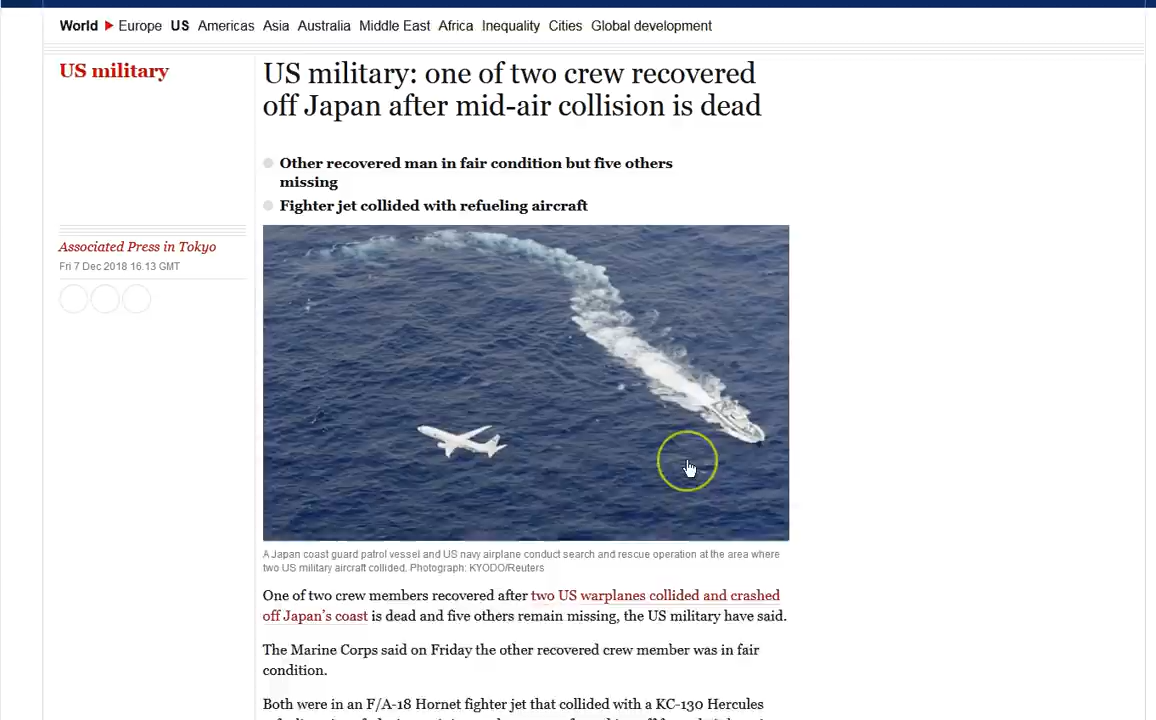 World Europe US Americas Asia Australia Middle East Africa Inequality Cities Global development
US military
US military: one of two crew recovered
off Japan after mid-air collision is dead
Other recovered man in fair condition but five others
missing
Fighter jet collided with refueling aircraft
Associated Press in Tokyo
Fri 7 Dec 2018 16.13 GMT
A Japan coast guard patrol vessel and US navy airplane conduct search and rescue operation at the area where
two US military aircraft collided. Photograph: KYODO/Reuters
One of two crew members recovered after two US warplanes collided and crashed
off Japan's coast is dead and five others remain missing, the US military have said.
The Marine Corps said on Friday the other recovered crew member was in fair
condition.
Both were in an F/A-18 Hornet fighter jet that collided with a KC-130 Hercules